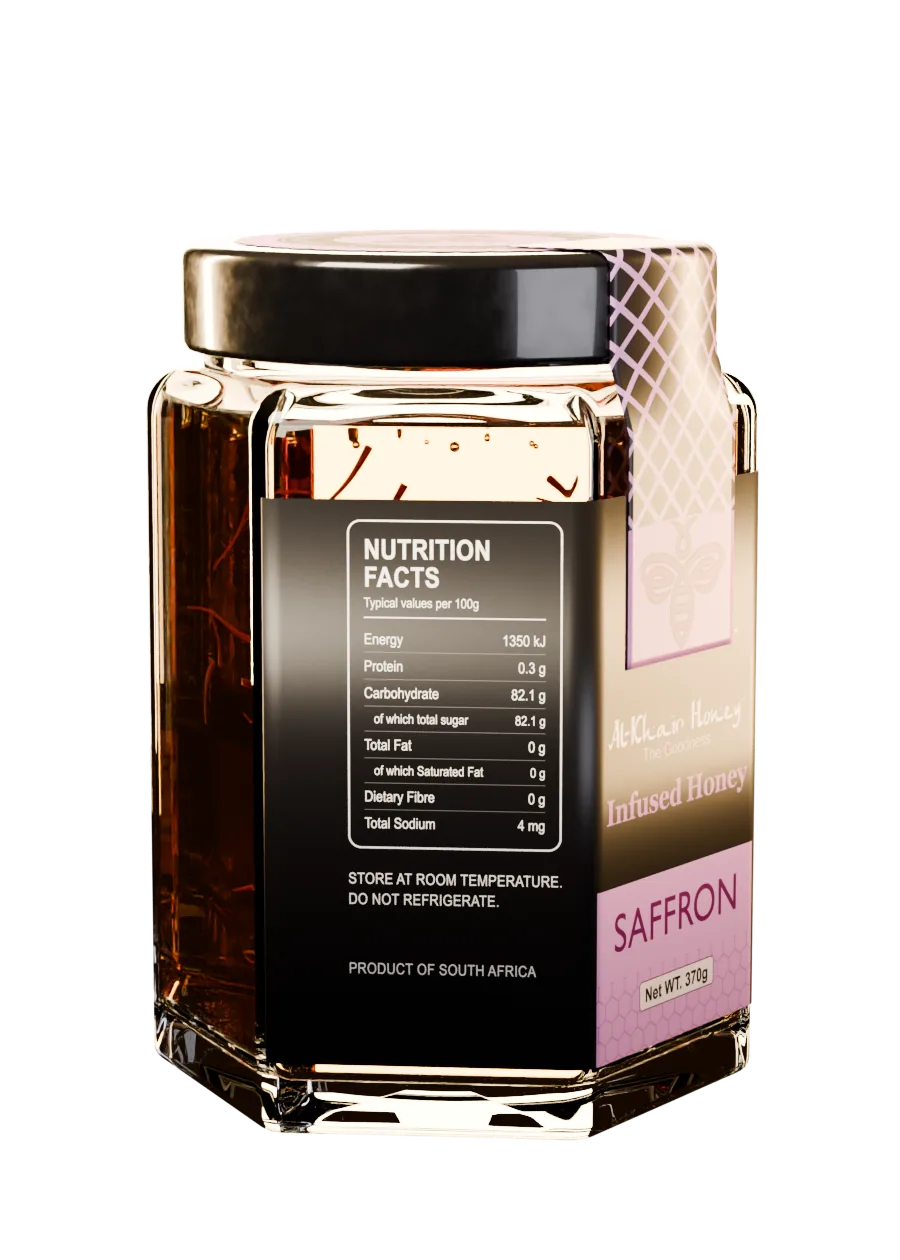 NUTRITION
FACTS
Typical values per 100g
Energy 1350 kJ
Protein 0.3 g
Carbohydrate 82.1 g
of which total sugar 82.1 g
Total Fat 0 g
of which Saturated Fat 0 g
Dietary Fibre 0 g
Total Sodium 4 mg
STORE AT ROOM TEMPERATURE.
DO NOT REFRIGERATE.
PRODUCT OF SOUTH AFRICA
Al-Khair Honey
The Goodness
Infused Honey
SAFFRON
Net WT. 370g